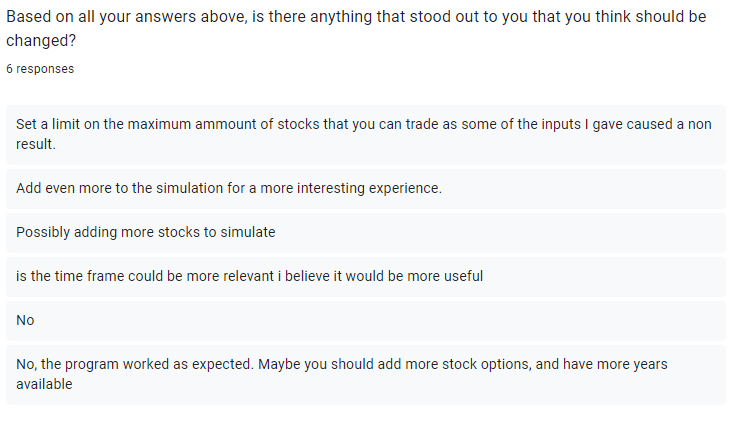 Based on all your answers above, is there anything that stood out to you that you think should be
changed?
6 responses
Set a limit on the maximum ammount of stocks that you can trade as some of the inputs I gave caused a non
result.
Add even more to the simulation for a more interesting experience.
Possibly adding more stocks to simulate
is the time frame could be more relevant i believe it would be more useful
No
No, the program worked as expected. Maybe you should add more stock options, and have more years
available